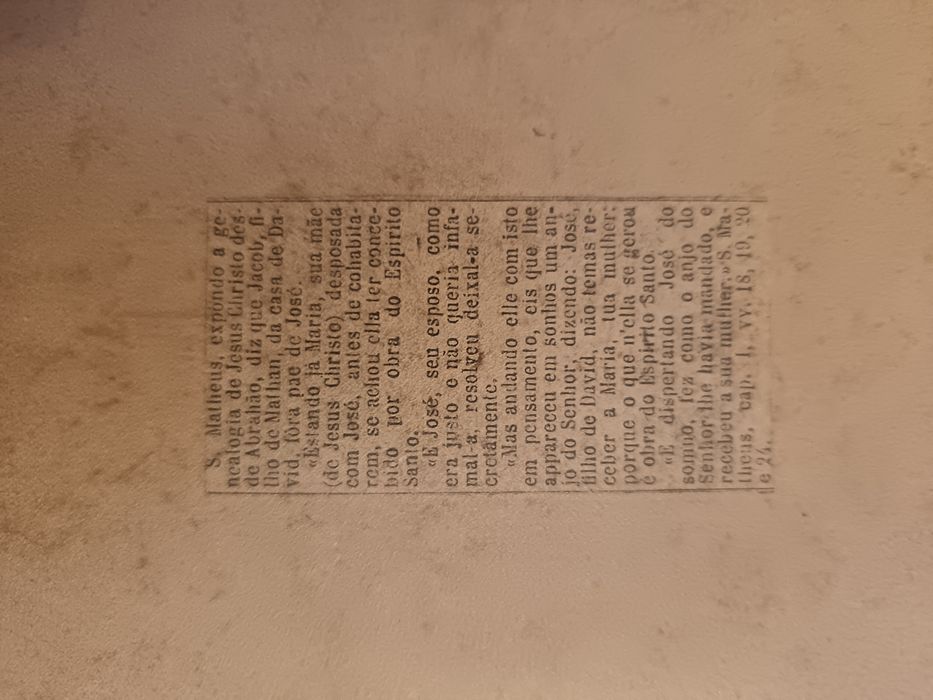 S. Matheus, expondo a ge-
nealogia de Jesus Christo des-
de Abrahão, diz que Jacob, fi-
lho de Mathan, da casa de Da-
vid, fôra pae de José.
«Estando já Maria, sua mãe
(de Jesus Christo) desposada
com José, antes de cohabita-
rem, se achou ella ter conce-
bido por obra do Espirito
Santo.
«E José, seu esposo, como
era justo e não queria infa-
mal-a, resolveu deixal-a se-
cretamente.
«Mas andando elle com isto
em pensamento, eis que lhe
appareceu em sonhos um an-
jo do Senhor, dizendo: José,
filho de David, não temas re-
ceber a Maria, tua mulher;
porque o que n'ella se gerou
é obra do Espirito Santo.
«E dispertando José do
somno, fez como o anjo do
Senhor lhe havia mandado, e
recebeu a sua mulher.» S. Ma-
theus, cap. I, vv. 18, 19, 20
e 24.